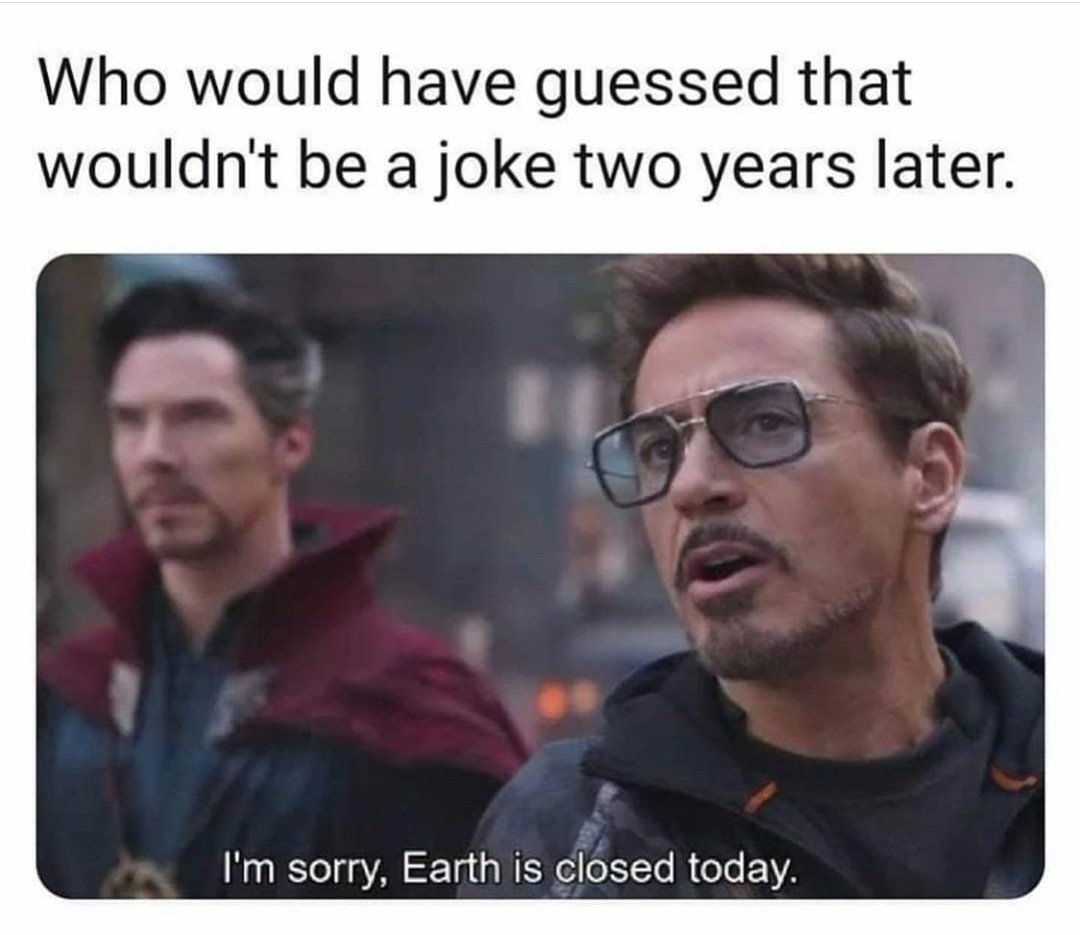 Who would have guessed that
wouldn't be a joke two years later.
I'm sorry, Earth is closed today.